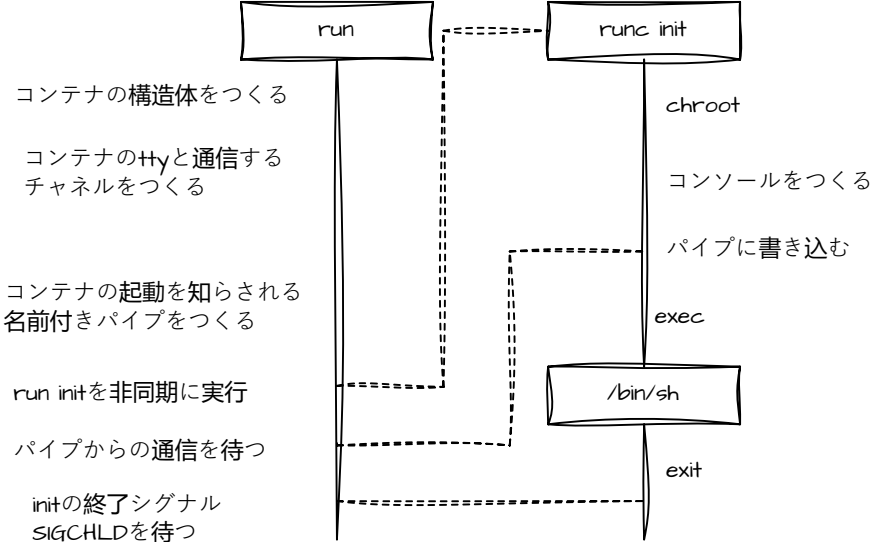 run
runc init
コンテナの構造体をつくる
chroot
コンテナのttyと通信する
チャネルをつくる
コンソールをつくる
パイプに書き込む
コンテナの起動を知らされる
名前付きパイプをつくる
exec
run initを非同期に実行
/bin/sh
パイプからの通信を待つ
exit
initの終了シグナル
SIGCHLDを待つ